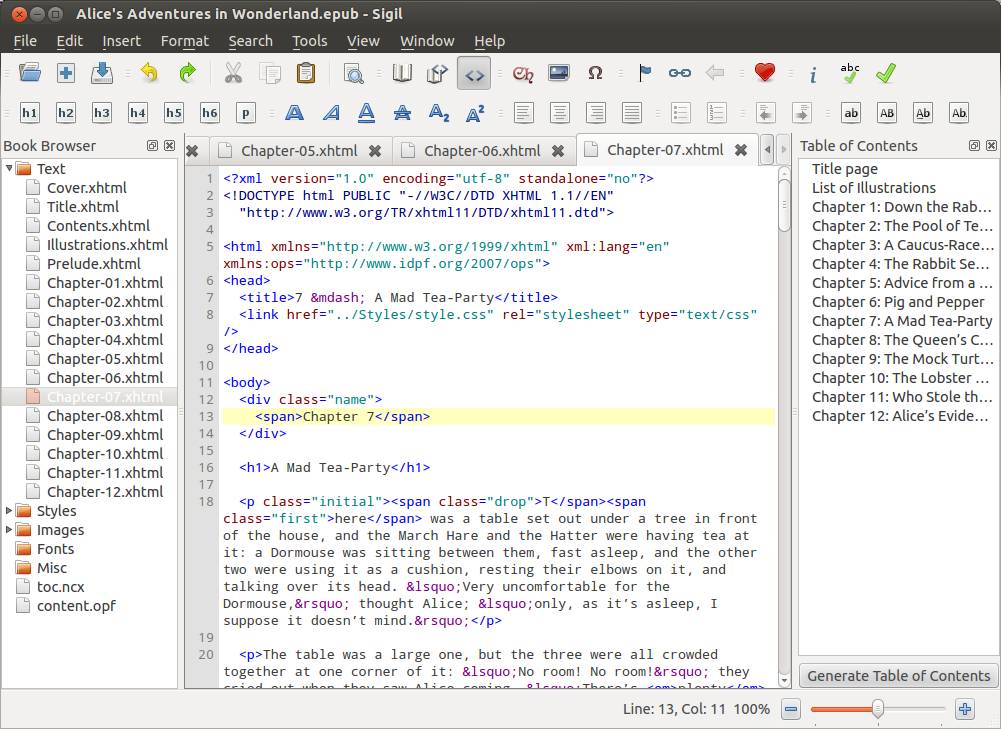 Alice's Adventures in Wonderland.epub - Sigil
File Edit Insert Format Search Tools View Window Help
h1 h2 h3 h4 h5 h6 p A A A A A2 A2 ab AB Ab Ab
Book Browser
Text
Cover.xhtml
Title.xhtml
Contents.xhtml
Illustrations.xhtml
Prelude.xhtml
Chapter-01.xhtml
Chapter-02.xhtml
Chapter-03.xhtml
Chapter-04.xhtml
Chapter-05.xhtml
Chapter-06.xhtml
Chapter-07.xhtml
Chapter-08.xhtml
Chapter-09.xhtml
Chapter-10.xhtml
Chapter-11.xhtml
Chapter-12.xhtml
Styles
Images
Fonts
Misc
toc.ncx
content.opf
Chapter-05.xhtml Chapter-06.xhtml Chapter-07.xhtml
1 <?xml version="1.0" encoding="utf-8" standalone="no"?>
2 <!DOCTYPE html PUBLIC "-//W3C//DTD XHTML 1.1//EN"
3 "http://www.w3.org/TR/xhtml11/DTD/xhtml11.dtd">
4
5 <html xmlns="http://www.w3.org/1999/xhtml" xml:lang="en"
xmlns:ops="http://www.idpf.org/2007/ops">
6 <head>
7 <title>7 &mdash; A Mad Tea-Party</title>
8 <link href="../Styles/style.css" rel="stylesheet" type="text/css"
/>
9 </head>
10
11 <body>
12 <div class="name">
13 <span>Chapter 7</span>
14 </div>
15
16 <h1>A Mad Tea-Party</h1>
17
18 <p class="initial"><span class="drop">T</span><span
class="first">here</span> was a table set out under a tree in front
of the house, and the March Hare and the Hatter were having tea at
it: a Dormouse was sitting between them, fast asleep, and the other
two were using it as a cushion, resting their elbows on it, and
talking over its head. &lsquo;Very uncomfortable for the
Dormouse,&rsquo; thought Alice; &lsquo;only, as it’s asleep, I
suppose it doesn’t mind.&rsquo;</p>
19
20 <p>The table was a large one, but the three were all crowded
together at one corner of it: &lsquo;No room! No room!&rsquo; they
cried out when they saw Alice coming. &lsquo;There’s <em>plenty</em>
Table of Contents
Title page
List of Illustrations
Chapter 1: Down the Rab...
Chapter 2: The Pool of Te...
Chapter 3: A Caucus-Race...
Chapter 4: The Rabbit Se...
Chapter 5: Advice from a ...
Chapter 6: Pig and Pepper
Chapter 7: A Mad Tea-Party
Chapter 8: The Queen’s C...
Chapter 9: The Mock Turt...
Chapter 10: The Lobster ...
Chapter 11: Who Stole th...
Chapter 12: Alice’s Evide...
Generate Table of Contents
Line: 13, Col: 11 100%